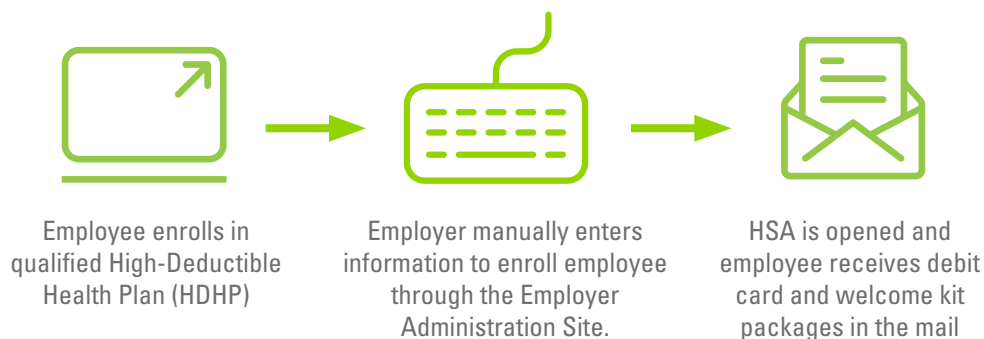 Employee enrolls in
qualified High-Deductible
Health Plan (HDHP)
Employer manually enters
information to enroll employee
through the Employer
Administration Site.
HSA is opened and
employee receives debit
card and welcome kit
packages in the mail